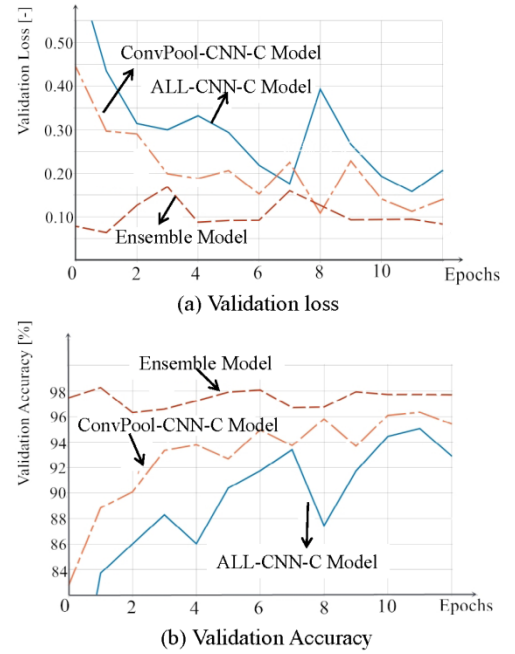 Validation Loss [-]
0.50
ConvPool-CNN-C Model
0.40
ALL-CNN-C Model
0.30
0.20
0.10
Ensemble Model
0 2 4 6 8 10 Epochs
(a) Validation loss
Validation Accuracy [%]
Ensemble Model
98
96
ConvPool-CNN-C Model
94
92
90
88
86
ALL-CNN-C Model
84
0 2 4 6 8 10 Epochs
(b) Validation Accuracy